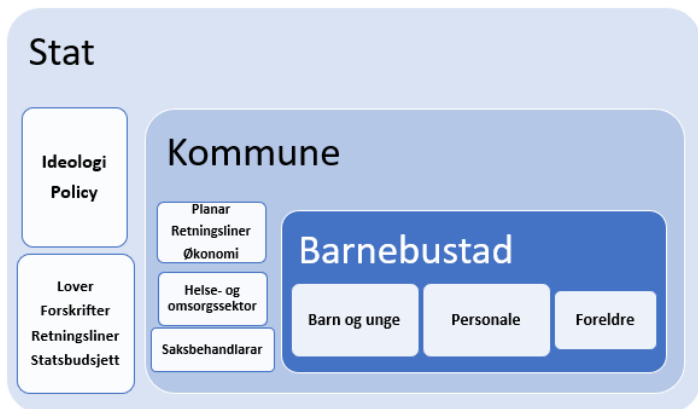 Stat
Ideologi
Policy
Lover
Forskrifter
Retningsliner
Statsbudsjett
Kommune
Planar
Retningsliner
Økonomi
Helse- og
omsorgssektor
Saksbehandlarar
Barnebustad
Barn og unge
Personale
Foreldre